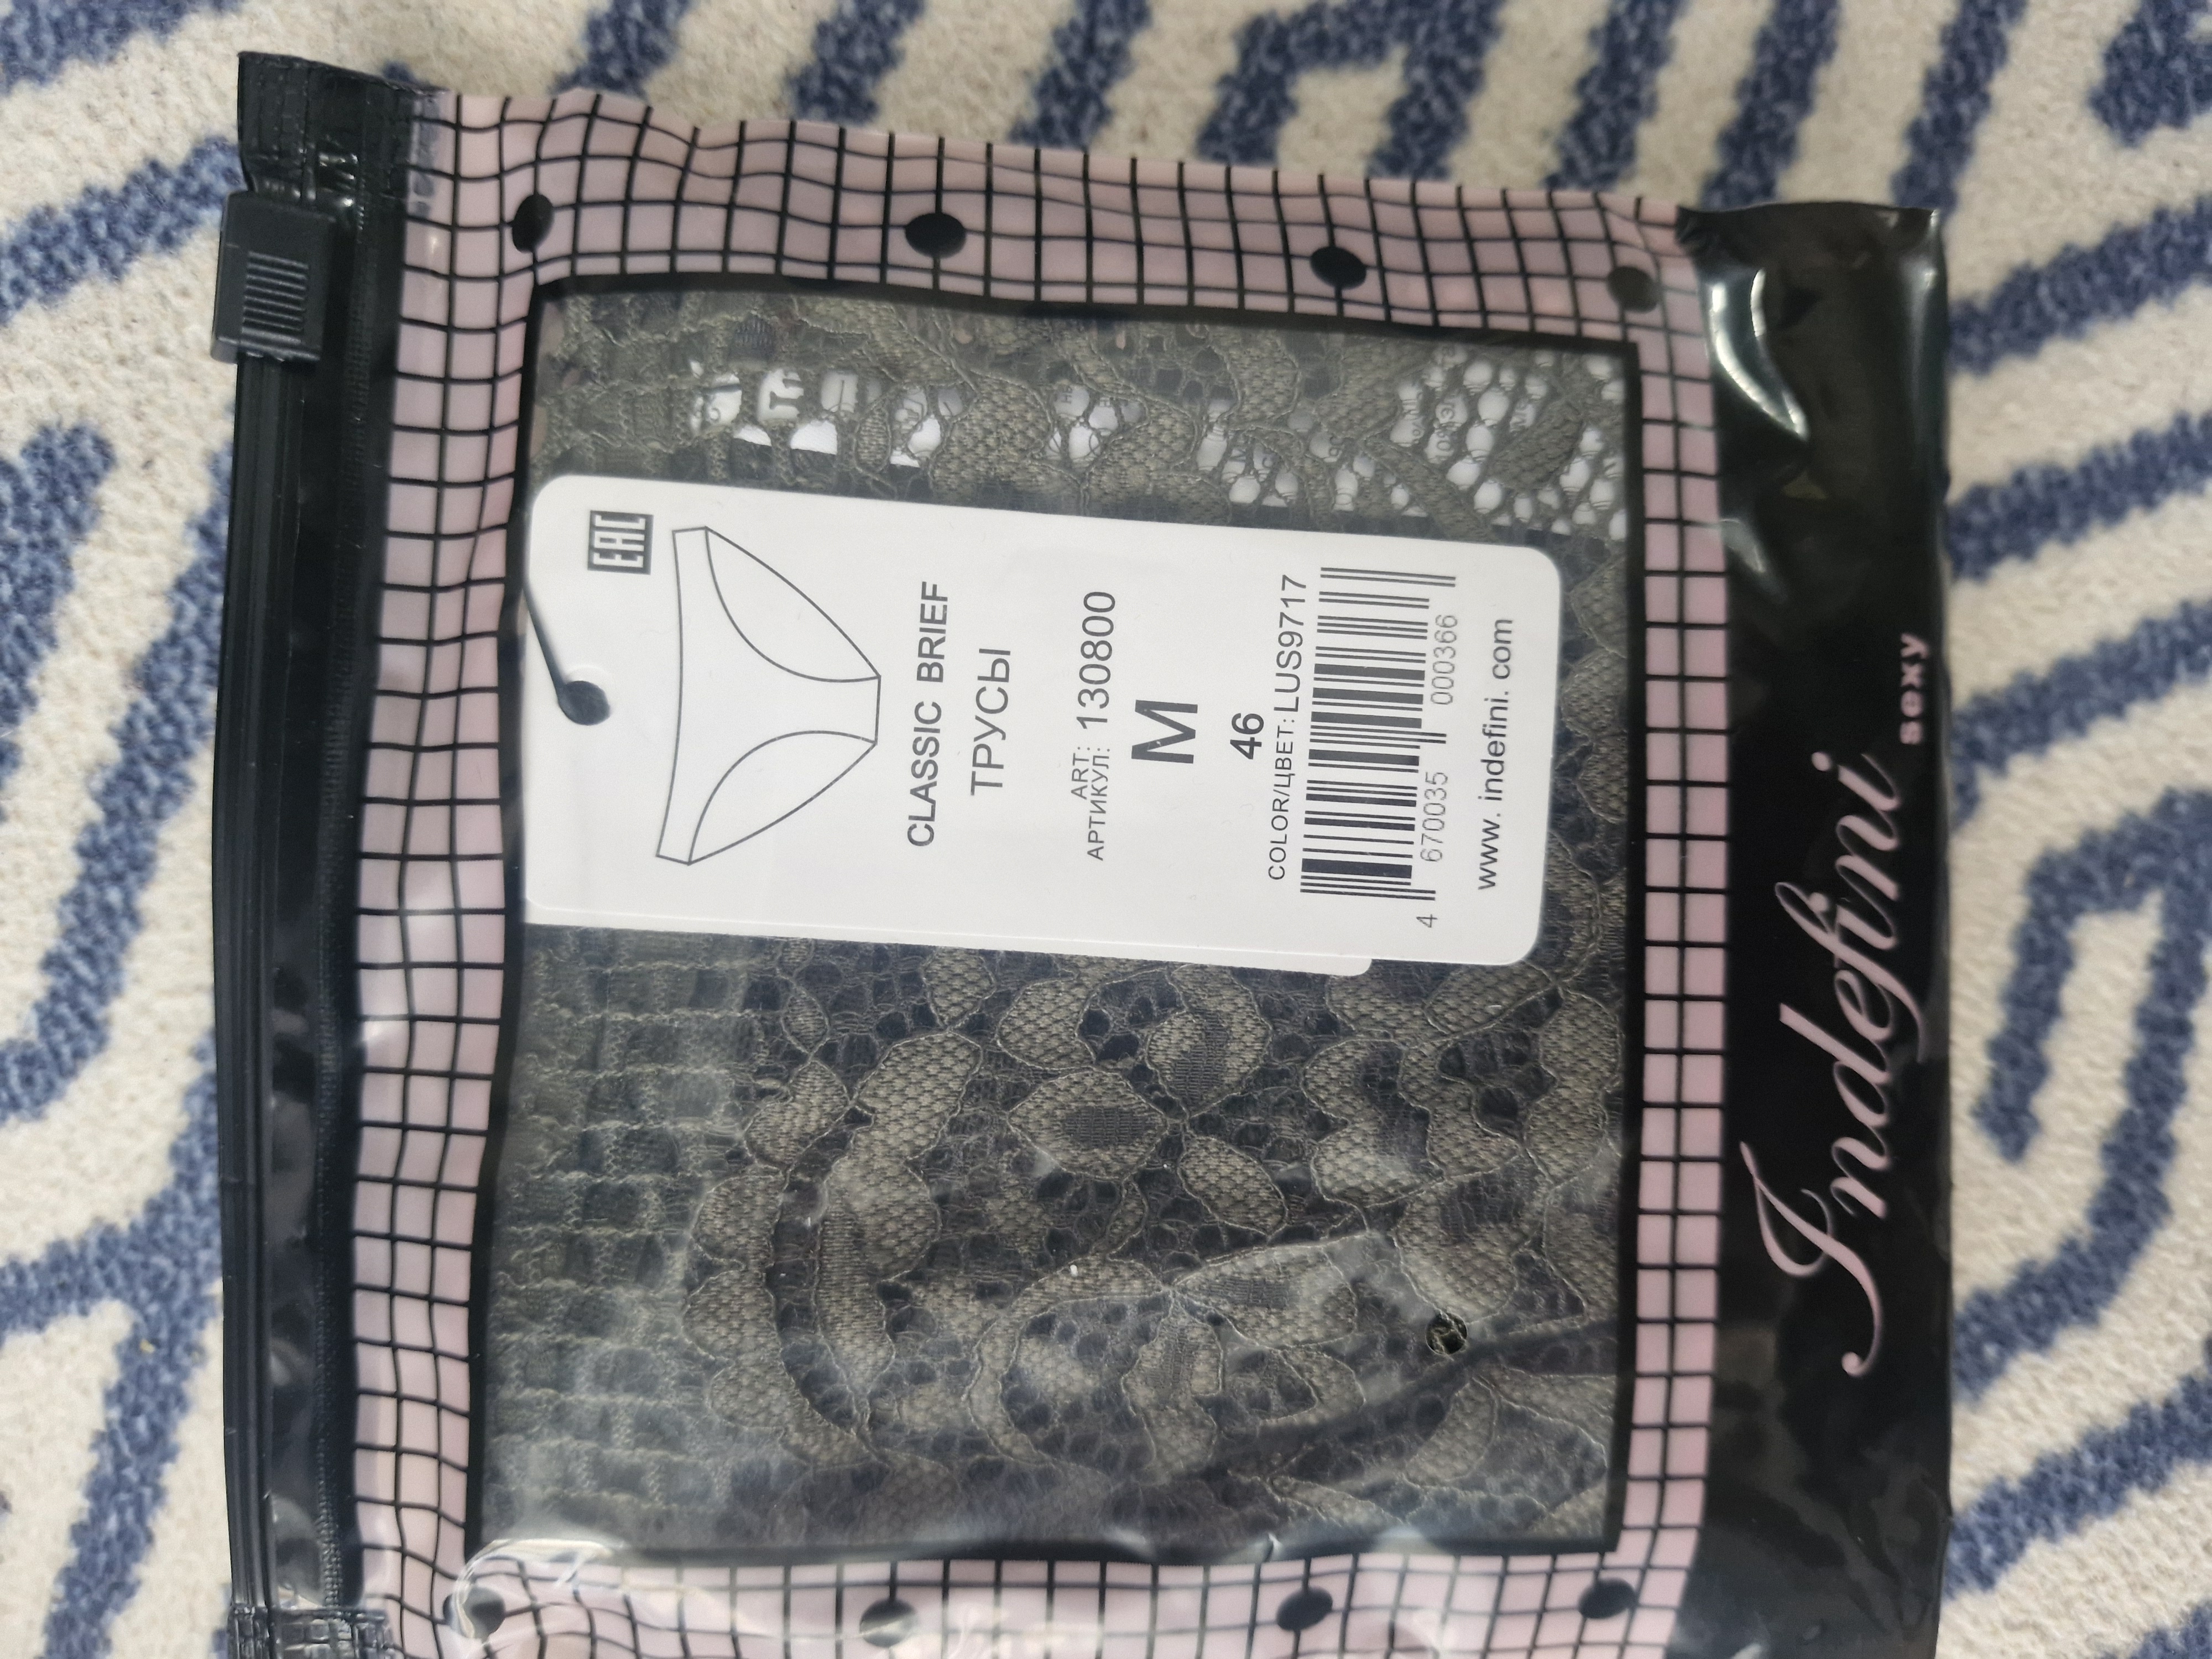 EAC
CLASSIC BRIEF
ТРУСЫ
ART:
АРТИКУЛ: 130800
M
46
COLOR/ЦВЕТ: LUS9717
4 670035 000366
www. indefini. com
Indefini
sexy